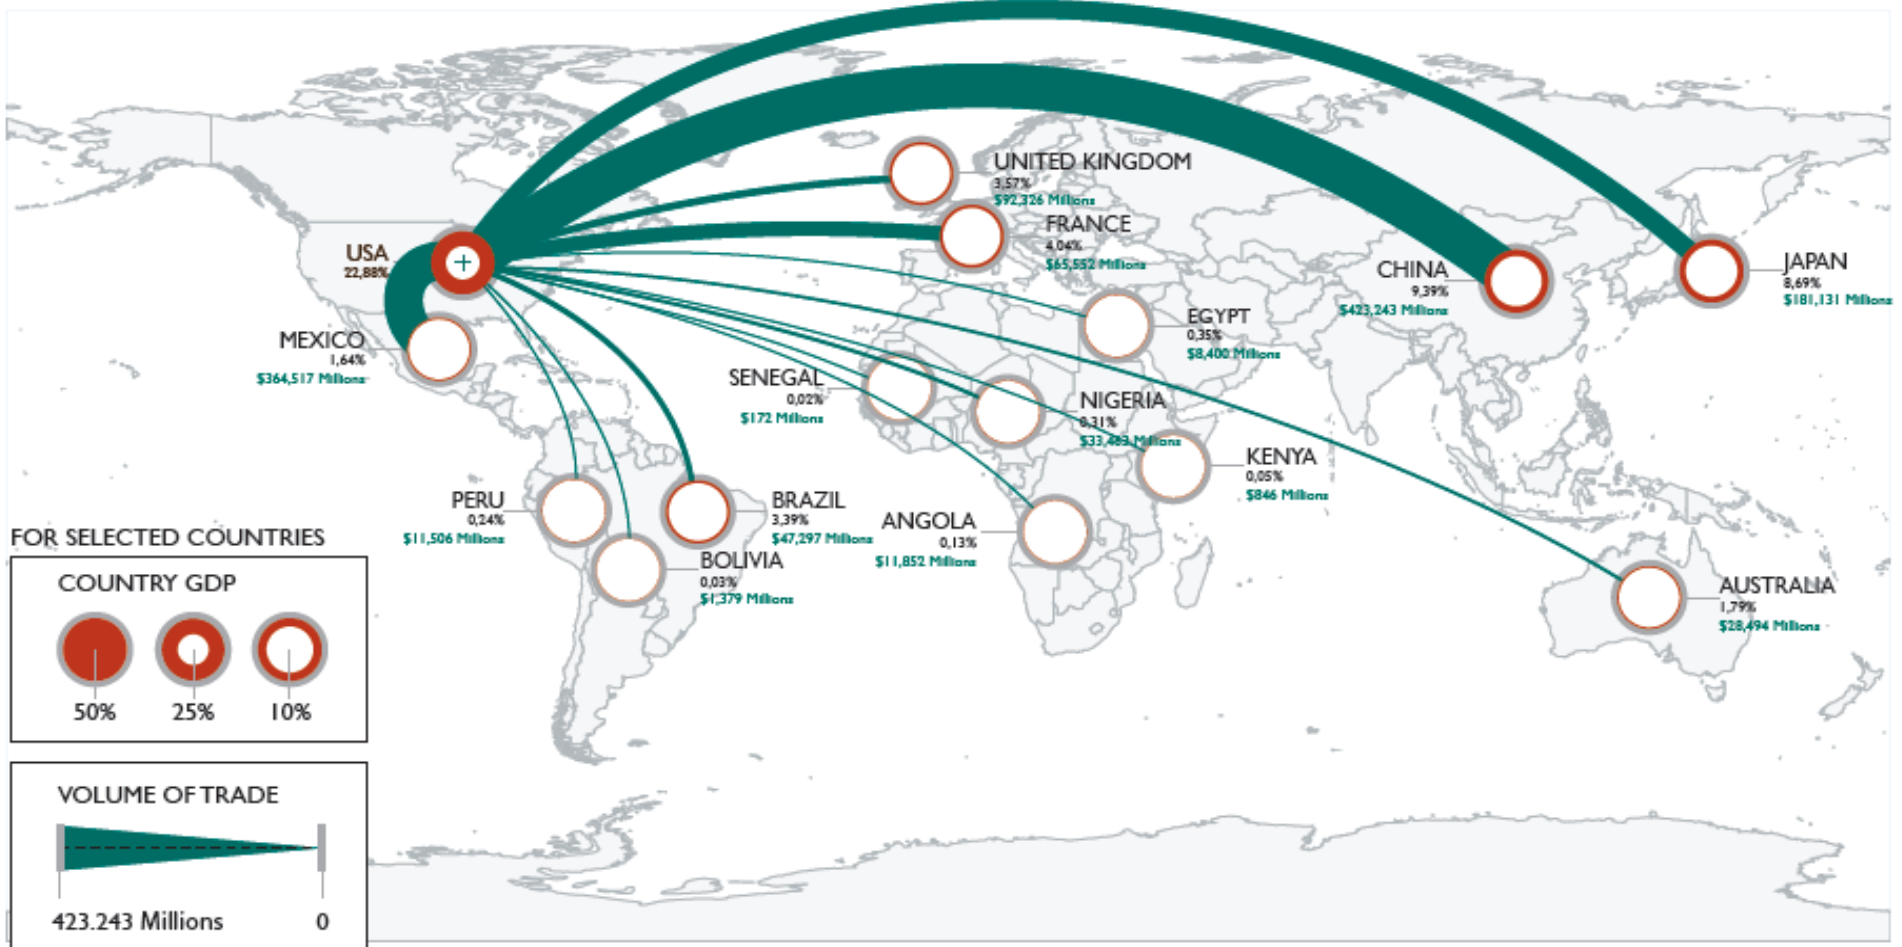 UNITED KINGDOM
3,57%
$92,326 Millions
FRANCE
4,04%
$65,552 Millions
USA
22,88%
CHINA
9,39%
$423,243 Millions
JAPAN
8,69%
$181,131 Millions
MEXICO
1,64%
$364,517 Millions
EGYPT
0,35%
$8,400 Millions
SENEGAL
0,02%
$172 Millions
NIGERIA
0,31%
$33,483 Millions
KENYA
0,05%
$846 Millions
PERU
0,24%
$11,506 Millions
BRAZIL
3,39%
$47,297 Millions
ANGOLA
0,13%
$11,852 Millions
BOLIVIA
0,03%
$1,379 Millions
AUSTRALIA
1,79%
$28,494 Millions
FOR SELECTED COUNTRIES
COUNTRY GDP
50% 25% 10%
VOLUME OF TRADE
423.243 Millions 0